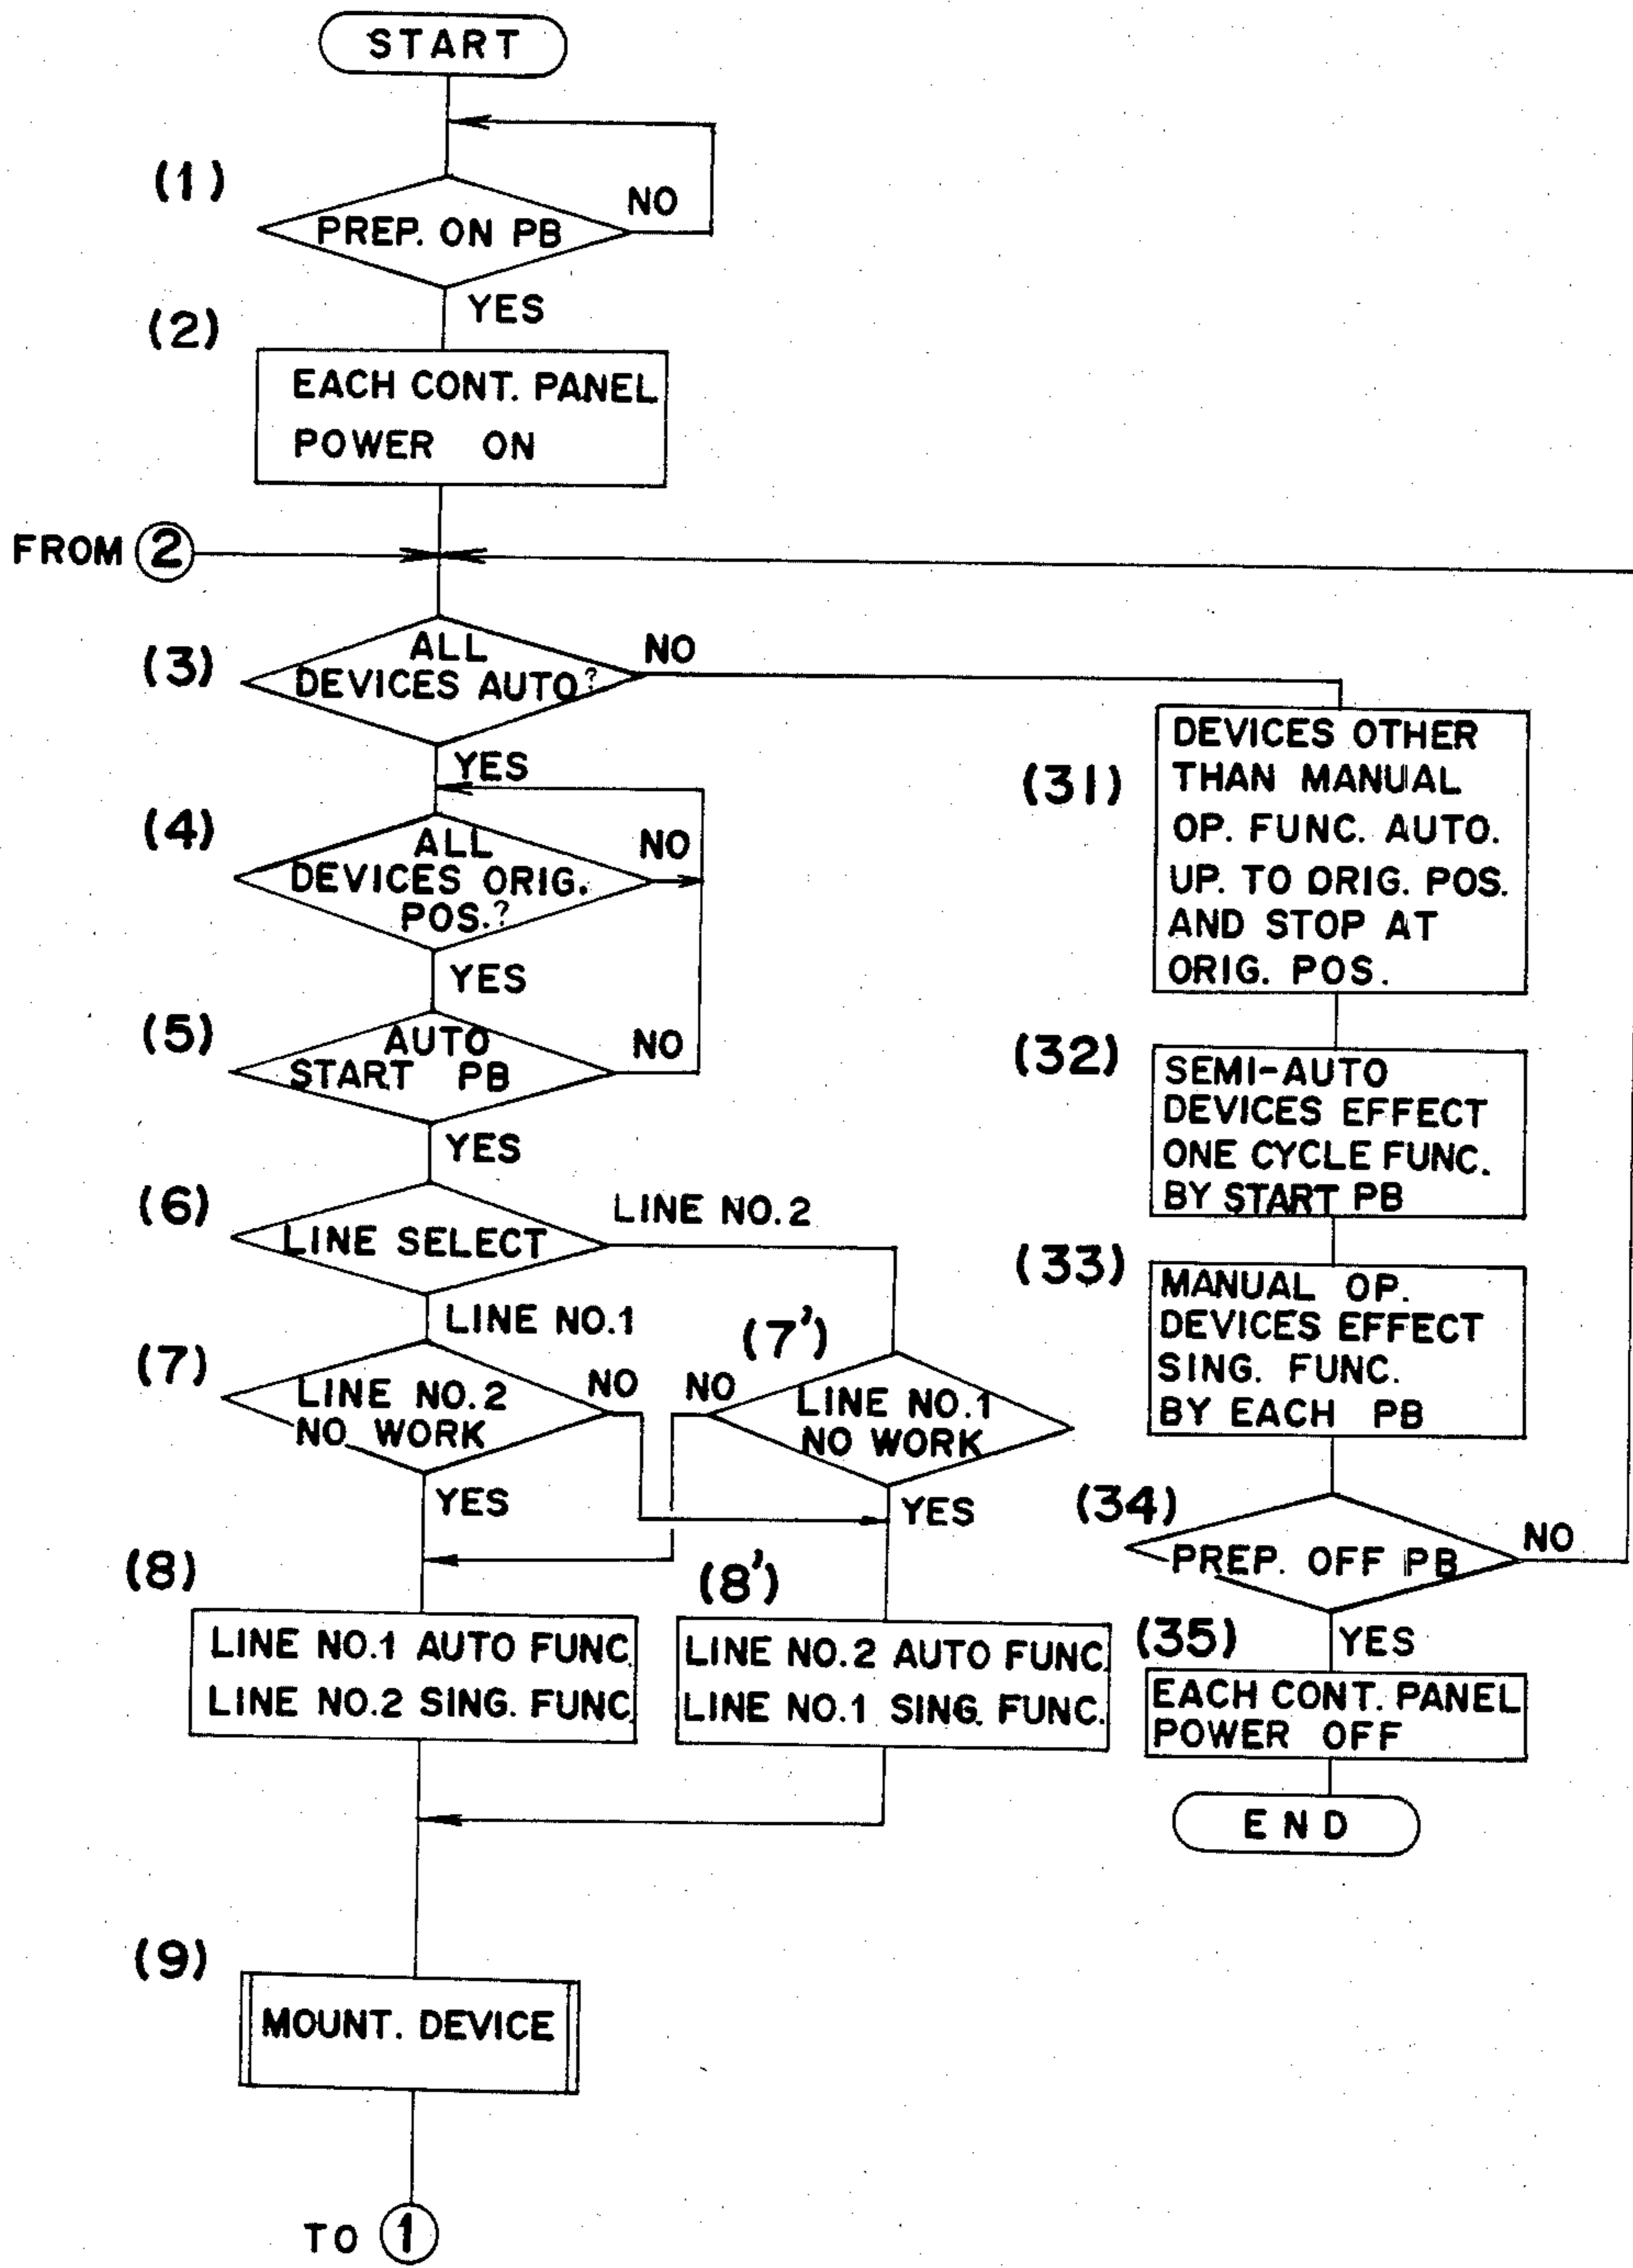 START
(1)
PREP. ON PB
NO
YES
(2)
EACH CONT. PANEL
POWER ON
FROM 2
(3)
ALL
DEVICES AUTO?
NO
YES
(4)
ALL
DEVICES ORIG.
POS.?
NO
YES
(5)
AUTO
START PB
NO
YES
(6)
LINE SELECT
LINE NO.2
LINE NO.1
(7)
LINE NO.2
NO WORK
NO
YES
(7')
NO
LINE NO.1
NO WORK
YES
(8)
LINE NO.1 AUTO FUNC.
LINE NO.2 SING. FUNC.
(8')
LINE NO.2 AUTO FUNC.
LINE NO.1 SING. FUNC.
(9)
MOUNT. DEVICE
TO 1
(31)
DEVICES OTHER
THAN MANUAL
OP. FUNC. AUTO.
UP. TO ORIG. POS.
AND STOP AT
ORIG. POS.
(32)
SEMI-AUTO
DEVICES EFFECT
ONE CYCLE FUNC.
BY START PB
(33)
MANUAL OP.
DEVICES EFFECT
SING. FUNC.
BY EACH PB
(34)
PREP. OFF PB
NO
YES
(35)
EACH CONT. PANEL
POWER OFF
END